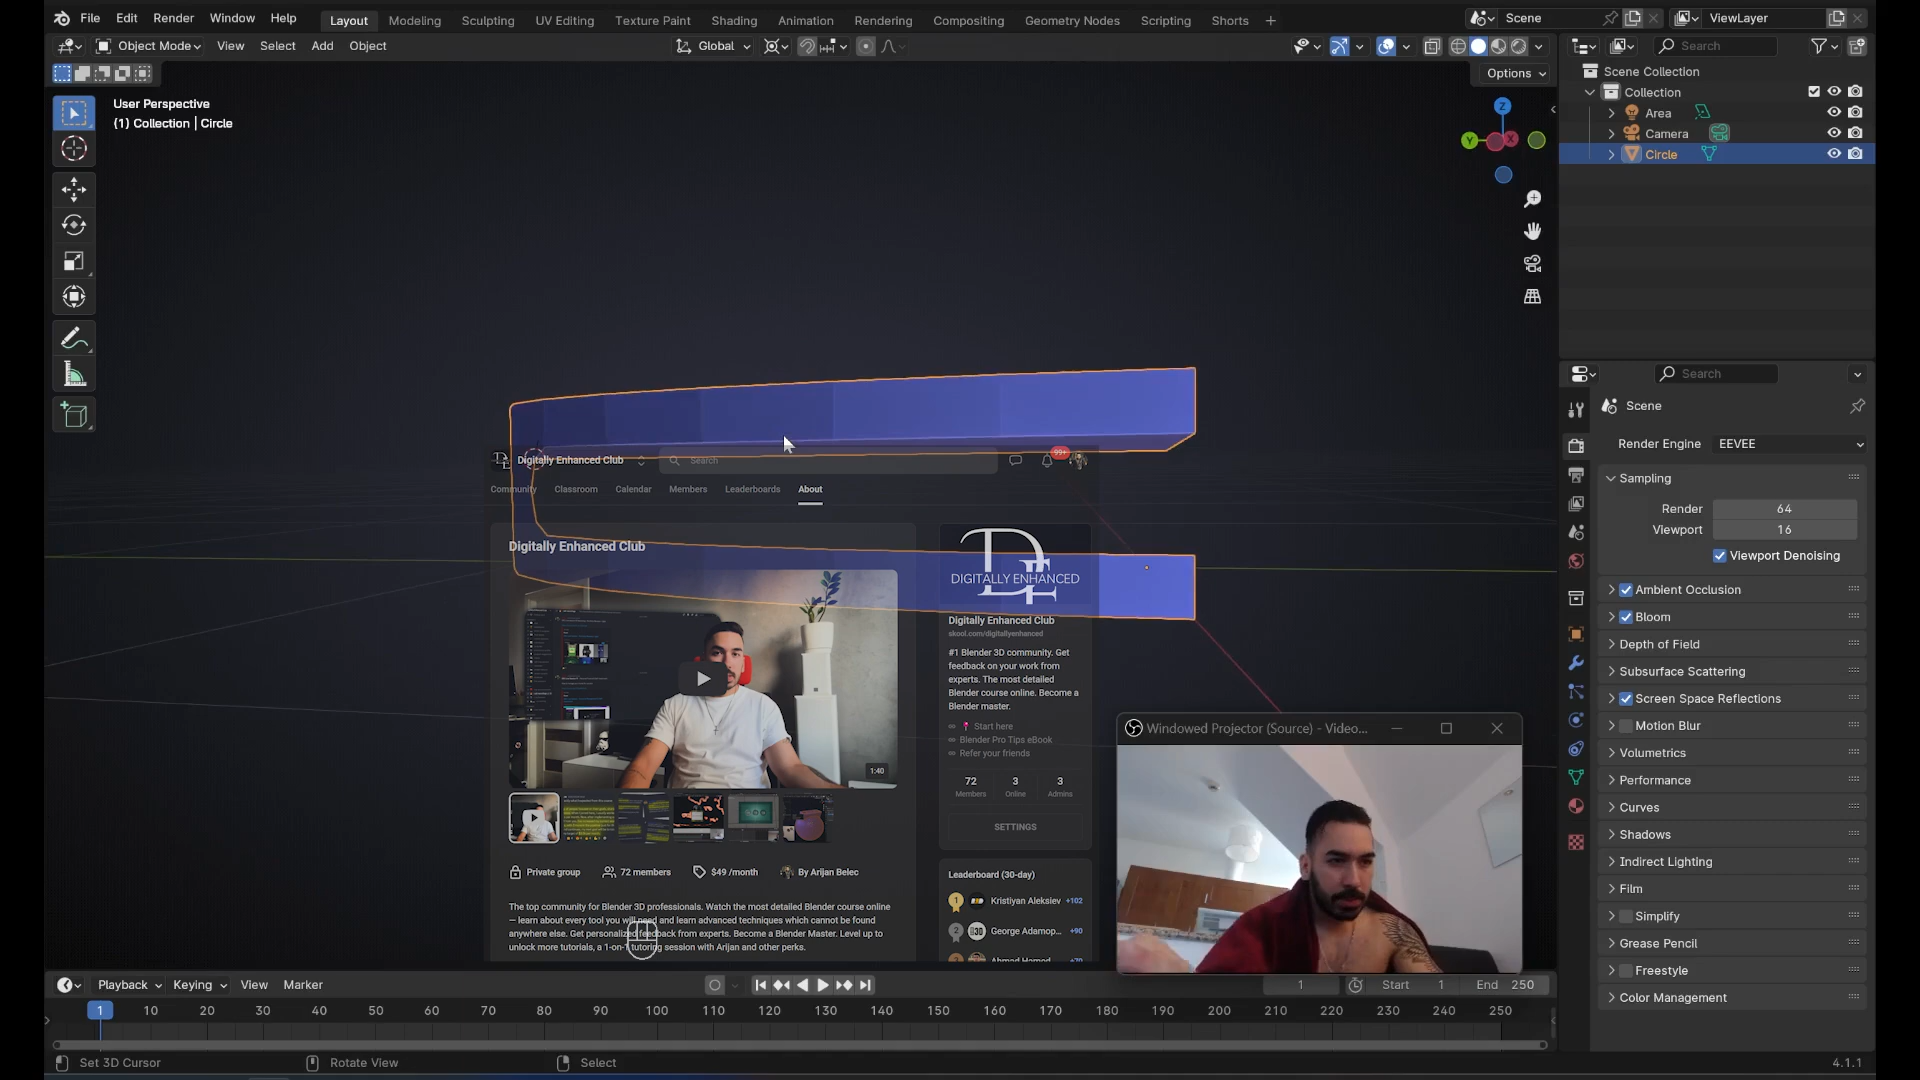 File Edit Render Window Help Layout Modeling Sculpting UV Editing Texture Paint Shading Animation Rendering Compositing Geometry Nodes Scripting Shorts + Scene ViewLayer
Object Mode View Select Add Object Global Search
Options
User Perspective
(1) Collection | Circle
Z
Y
X
Scene Collection
Collection
Area
Camera
Circle
Search
Scene
Render Engine EEVEE
Sampling
Render 64
Viewport 16
Viewport Denoising
Ambient Occlusion
Bloom
Depth of Field
Subsurface Scattering
Screen Space Reflections
Motion Blur
Volumetrics
Performance
Curves
Shadows
Indirect Lighting
Film
Simplify
Grease Pencil
Freestyle
Color Management
Digitally Enhanced Club Search 99+
Community Classroom Calendar Members Leaderboards About
Digitally Enhanced Club
1:40
Private group 72 members $49 /month By Arijan Belec
The top community for Blender 3D professionals. Watch the most detailed Blender course online
— learn about every tool you will need and learn advanced techniques which cannot be found
anywhere else. Get personalized feedback from experts. Become a Blender Master. Level up to
unlock more tutorials, a 1-on-1 tutoring session with Arijan and other perks.
DE
DIGITALLY ENHANCED
Digitally Enhanced Club
skool.com/digitallyenhanced
#1 Blender 3D community. Get
feedback on your work from
experts. The most detailed
Blender course online. Become a
Blender master.
Start here
Blender Pro Tips eBook
Refer your friends
72 3 3
Members Online Admins
SETTINGS
Leaderboard (30-day)
1 Kristiyan Aleksiev +102
2 George Adamop... +90
Windowed Projector (Source) - Video...
Playback Keying View Marker 1 Start 1 End 250
1 10 20 30 40 50 60 70 80 90 100 110 120 130 140 150 160 170 180 190 200 210 220 230 240 250
Set 3D Cursor Rotate View Select 4.1.1